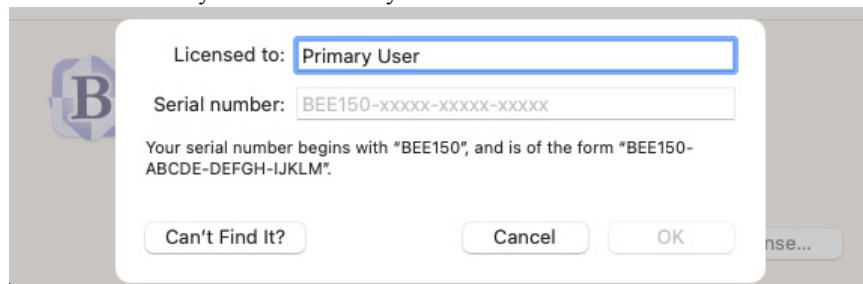 Licensed to: Primary User
B
Serial number: BEE150-xxxxx-xxxxx-xxxxx
Your serial number begins with “BEE150”, and is of the form “BEE150-
ABCDE-DEFGH-IJKLM”.
Can't Find It? Cancel OK
nse...